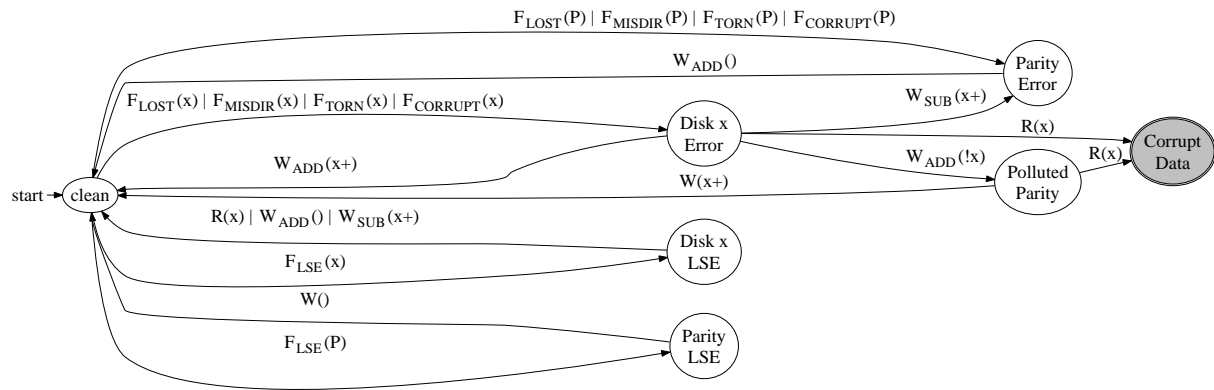 F_LOST(P) | F_MISDIR(P) | F_TORN(P) | F_CORRUPT(P)
W_ADD()
Parity
Error
F_LOST(x) | F_MISDIR(x) | F_TORN(x) | F_CORRUPT(x)
W_SUB(x+)
Disk x
Error
R(x)
Corrupt
Data
W_ADD(x+)
W_ADD(!x)
R(x)
Polluted
Parity
W(x+)
start
clean
R(x) | W_ADD() | W_SUB(x+)
Disk x
LSE
F_LSE(x)
W()
Parity
LSE
F_LSE(P)